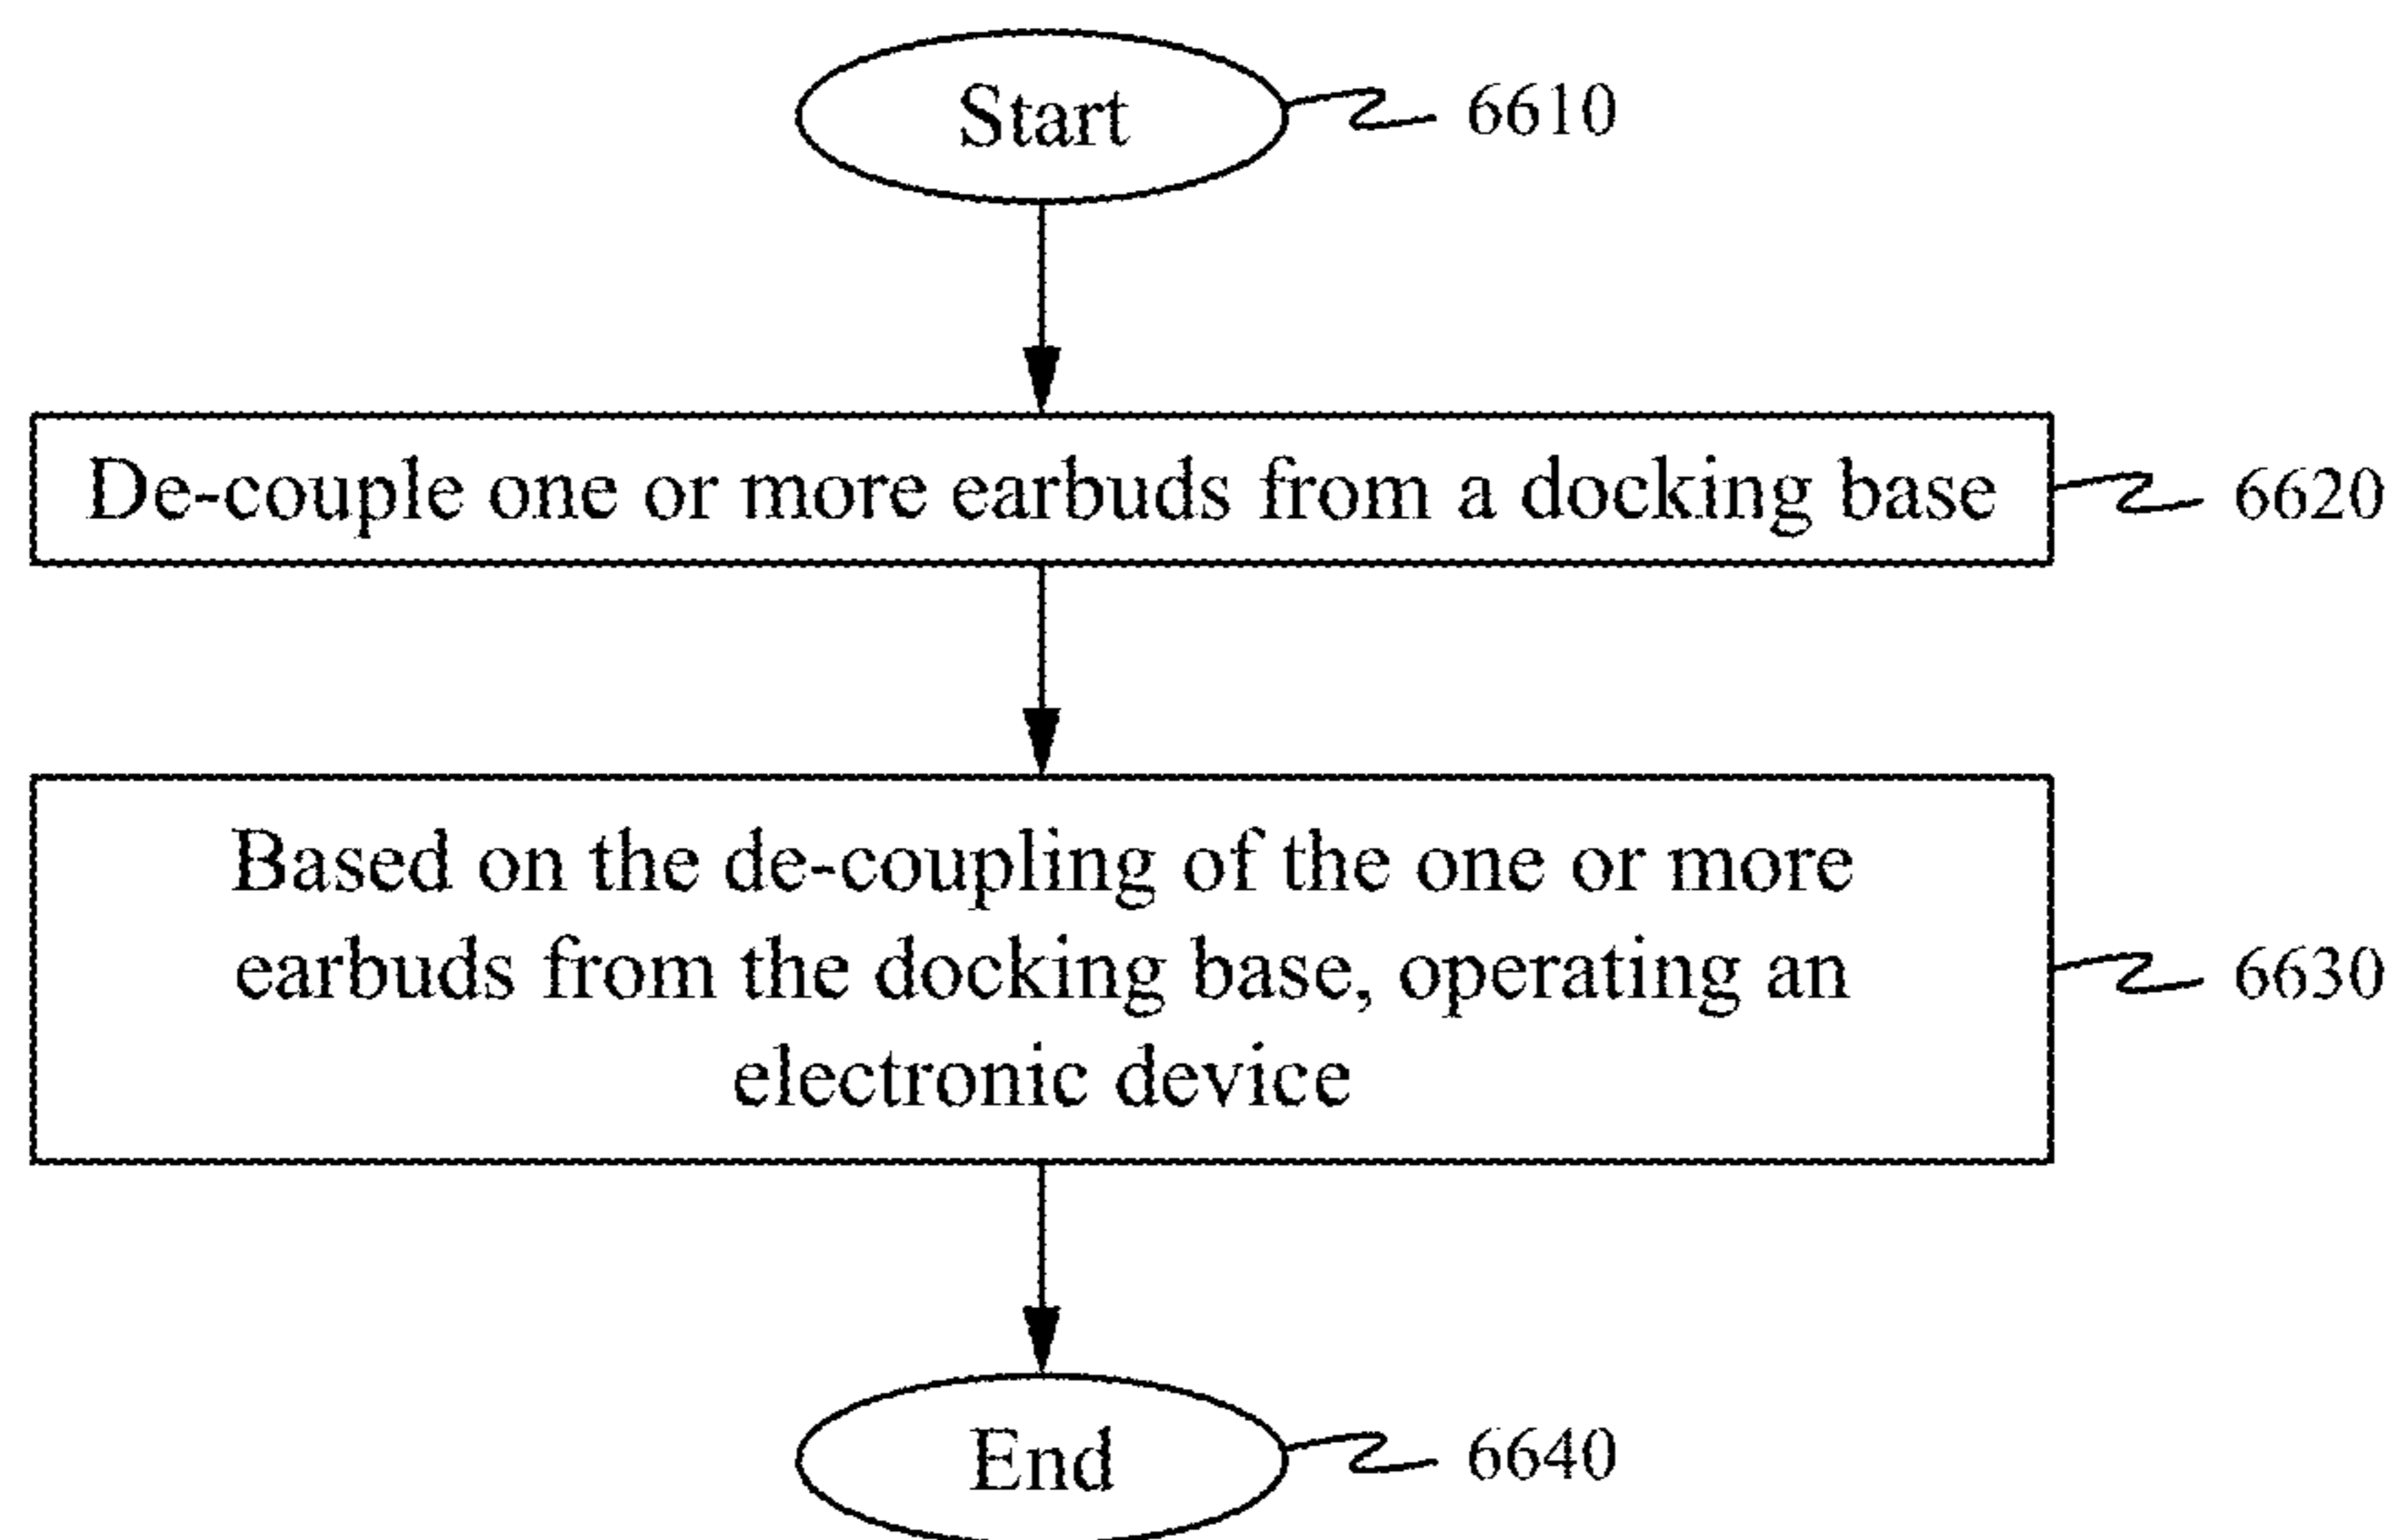 Start 6610
De-couple one or more earbuds from a docking base 6620
Based on the de-coupling of the one or more
earbuds from the docking base, operating an 6630
electronic device
End 6640